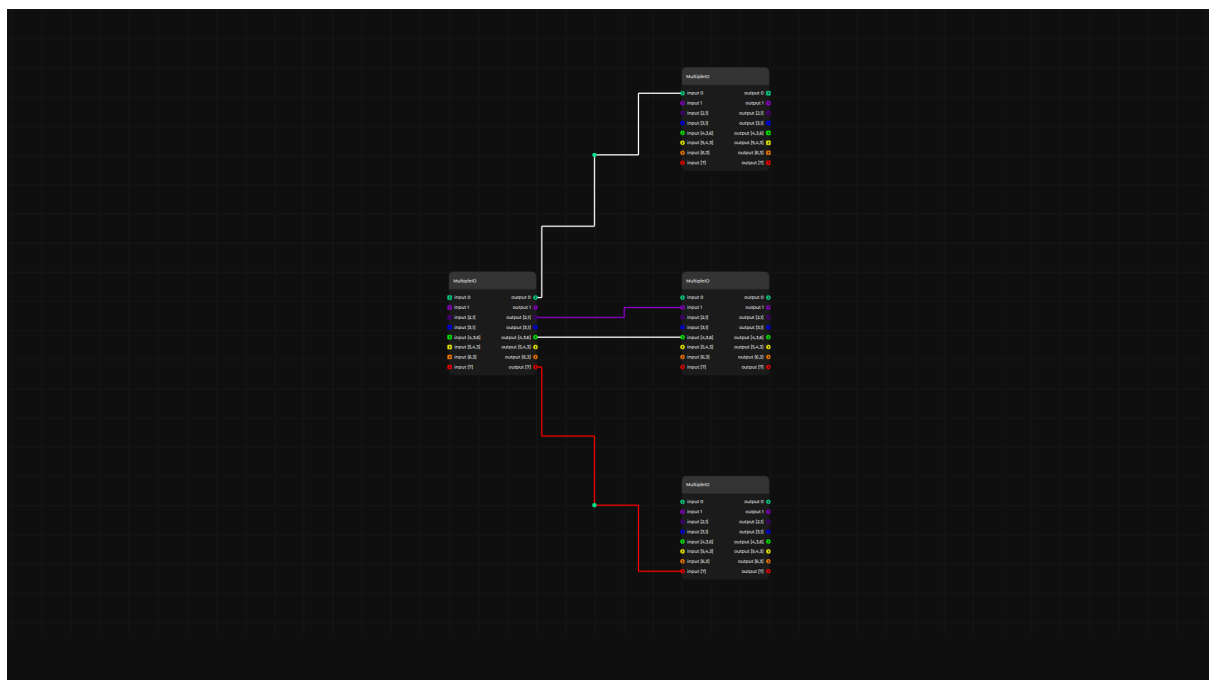 MultipleIO
input 0 output 0
input 1 output 1
input [2,1] output [2,1]
input [3,1] output [3,1]
input [4,3,6] output [4,3,6]
input [5,4,3] output [5,4,3]
input [6,3] output [6,3]
input [7] output [7]
MultipleIO
input 0 output 0
input 1 output 1
input [2,1] output [2,1]
input [3,1] output [3,1]
input [4,3,6] output [4,3,6]
input [5,4,3] output [5,4,3]
input [6,3] output [6,3]
input [7] output [7]
MultipleIO
input 0 output 0
input 1 output 1
input [2,1] output [2,1]
input [3,1] output [3,1]
input [4,3,6] output [4,3,6]
input [5,4,3] output [5,4,3]
input [6,3] output [6,3]
input [7] output [7]
MultipleIO
input 0 output 0
input 1 output 1
input [2,1] output [2,1]
input [3,1] output [3,1]
input [4,3,6] output [4,3,6]
input [5,4,3] output [5,4,3]
input [6,3] output [6,3]
input [7] output [7]